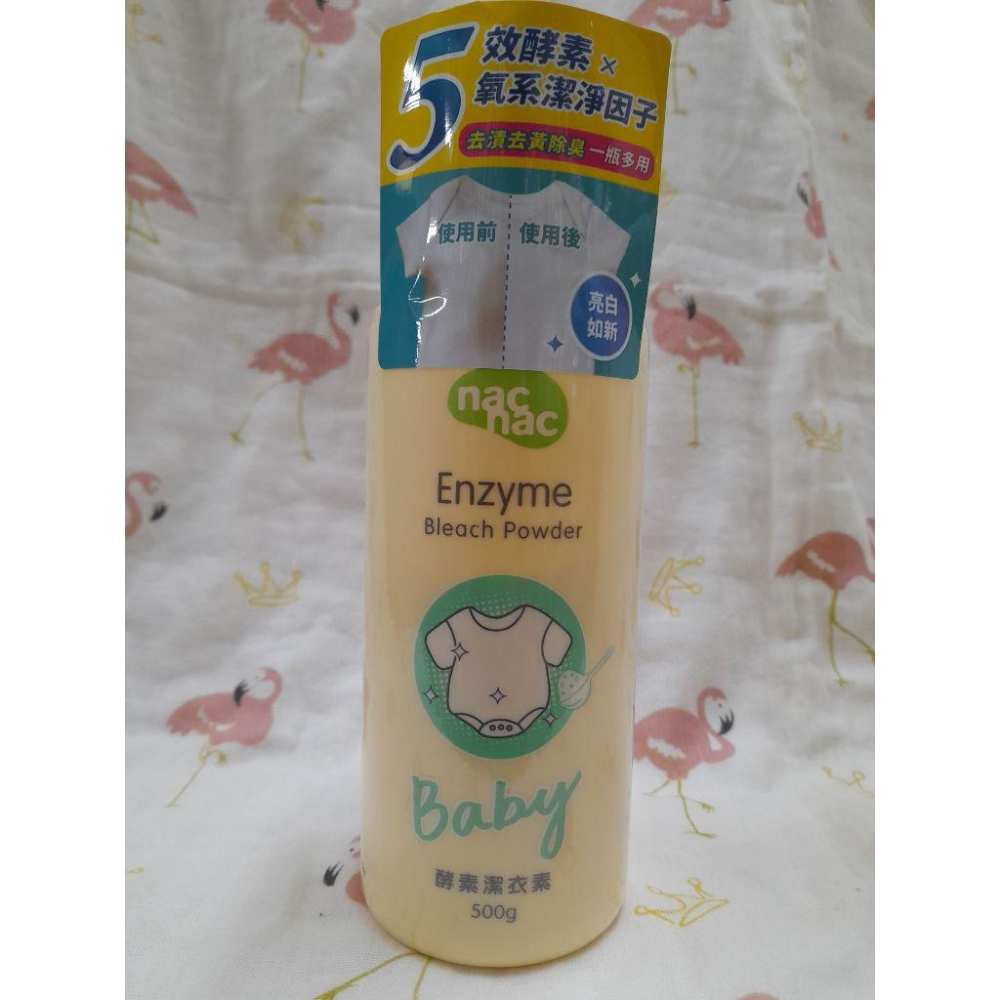 5效酵素×
氧系潔淨因子
去漬去黃除臭一瓶多用
使用前 使用後
亮白
如新
nac
nac
Enzyme
Bleach Powder
Baby
酵素潔衣素
500g